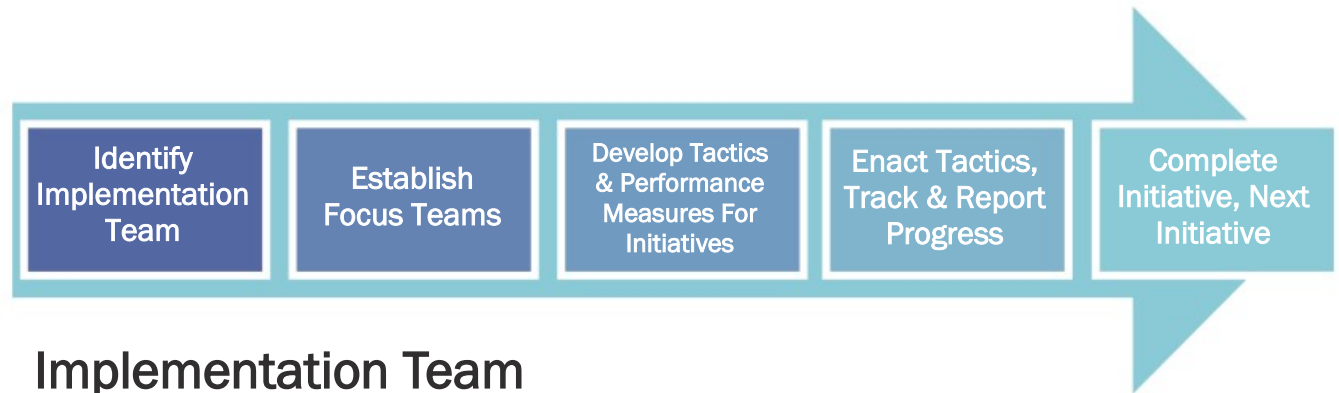 Identify
Implementation
Team
Establish
Focus Teams
Develop Tactics
& Performance
Measures For
Initiatives
Enact Tactics,
Track & Report
Progress
Complete
Initiative, Next
Initiative
Implementation Team